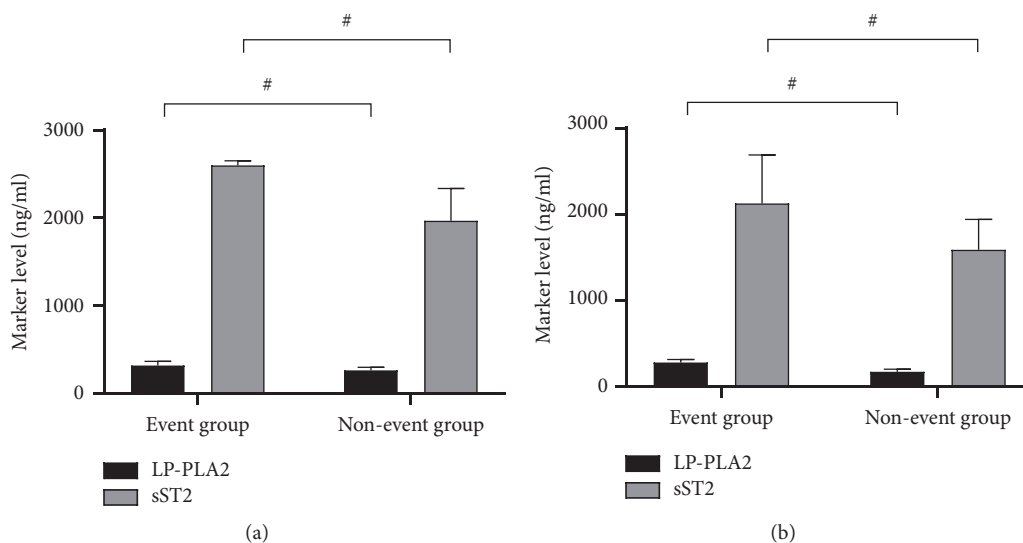 #
#
3000
2000
1000
0
Marker level (ng/ml)
Event group
Non-event group
LP-PLA2
sST2
(a)
#
#
3000
2000
1000
0
Marker level (ng/ml)
Event group
Non-event group
LP-PLA2
sST2
(b)